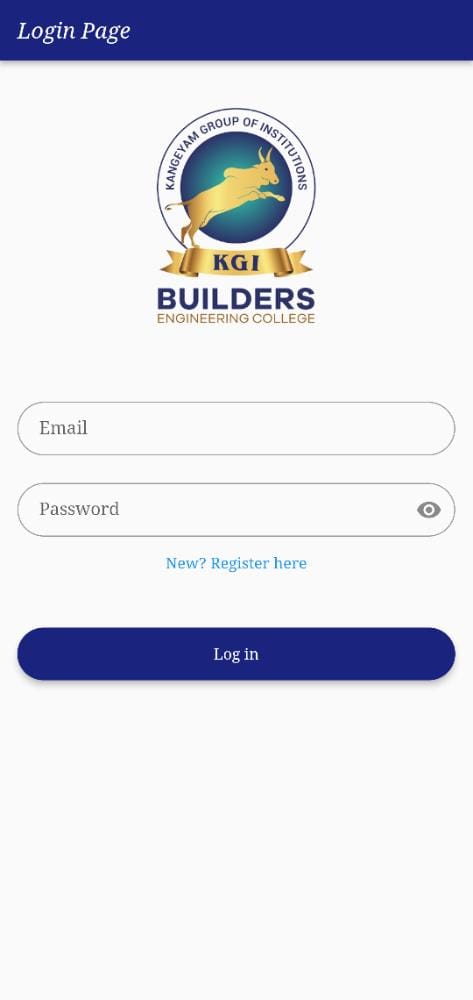 Login Page
KANGEYAM GROUP OF INSTITUTIONS
KGI
BUILDERS
ENGINEERING COLLEGE
Email
Password
New? Register here
Log in